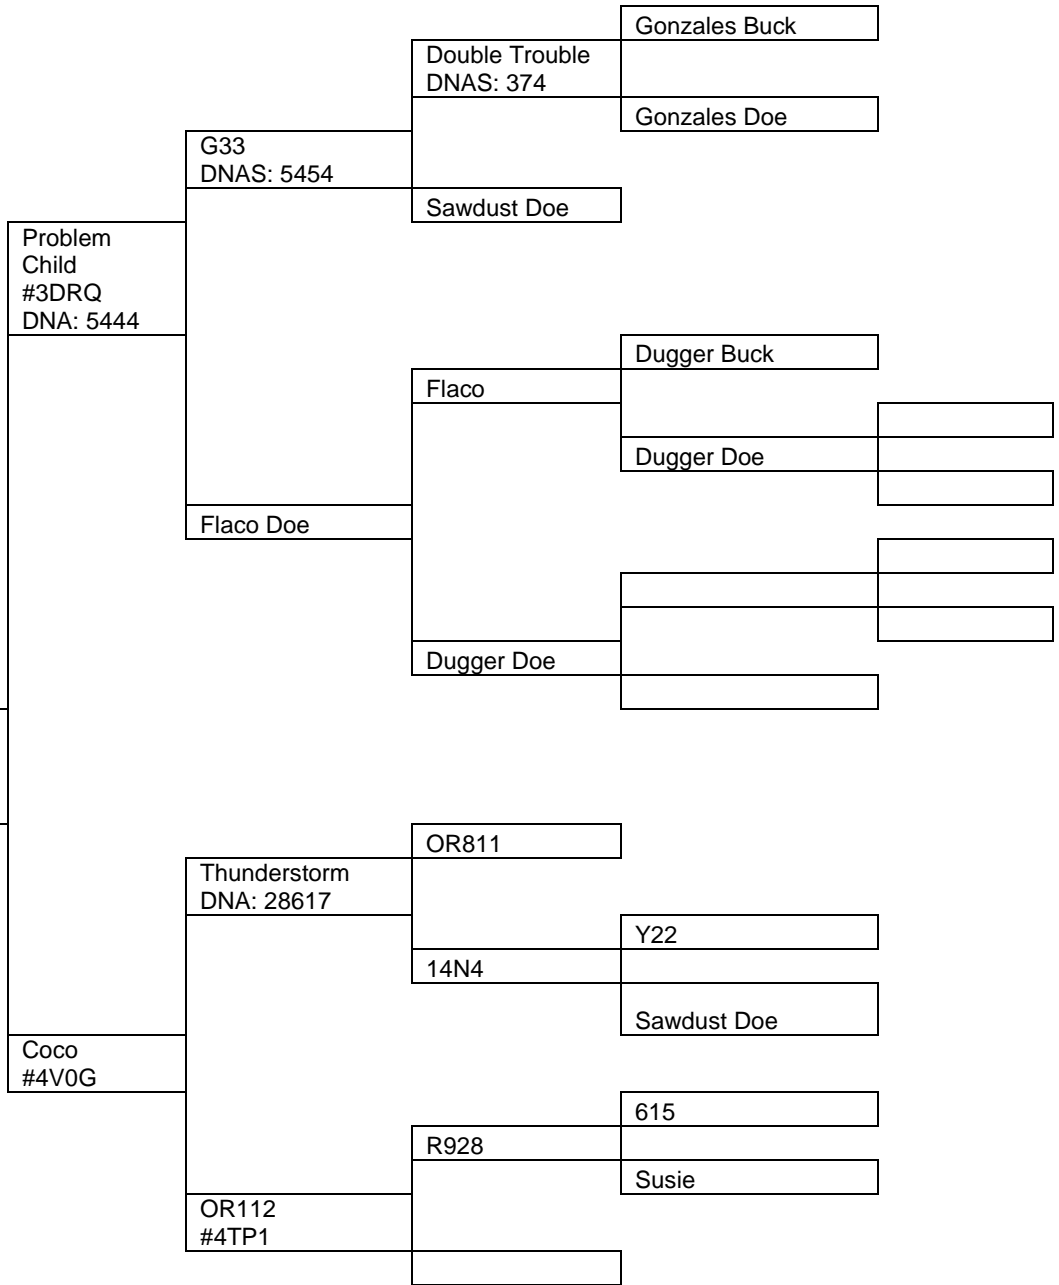 Gonzales Buck
Double Trouble
DNAS: 374
Gonzales Doe
G33
DNAS: 5454
Sawdust Doe
Problem
Child
#3DRQ
DNA: 5444
Dugger Buck
Flaco
Dugger Doe
Flaco Doe
Dugger Doe
OR811
Thunderstorm
DNA: 28617
Y22
14N4
Sawdust Doe
Coco
#4V0G
615
R928
Susie
OR112
#4TP1